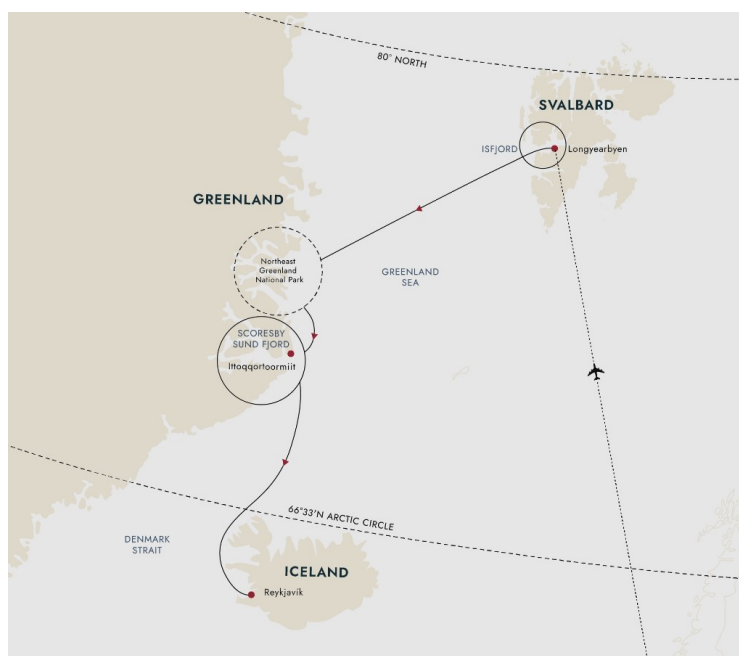 80° NORTH
SVALBARD
ISFJORD
Longyearbyen
GREENLAND
Northeast
Greenland
National Park
GREENLAND
SEA
SCORESBY
SUND FJORD
Ittoqqortoormiit
66°33'N ARCTIC CIRCLE
DENMARK
STRAIT
ICELAND
Reykjavík